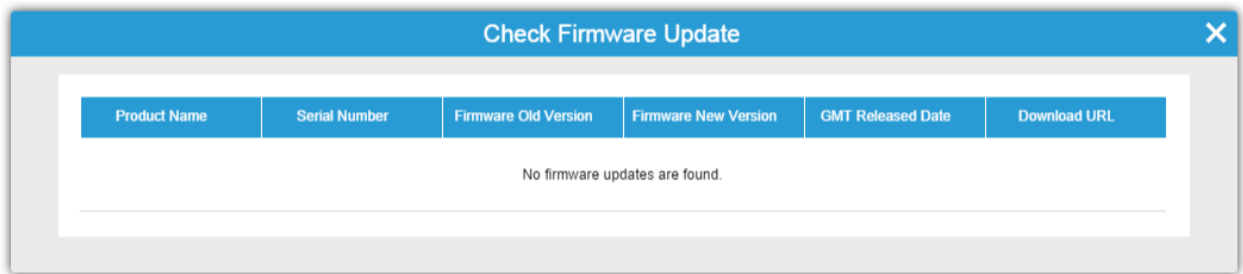 Check Firmware Update
Product Name Serial Number Firmware Old Version Firmware New Version GMT Released Date Download URL
No firmware updates are found.